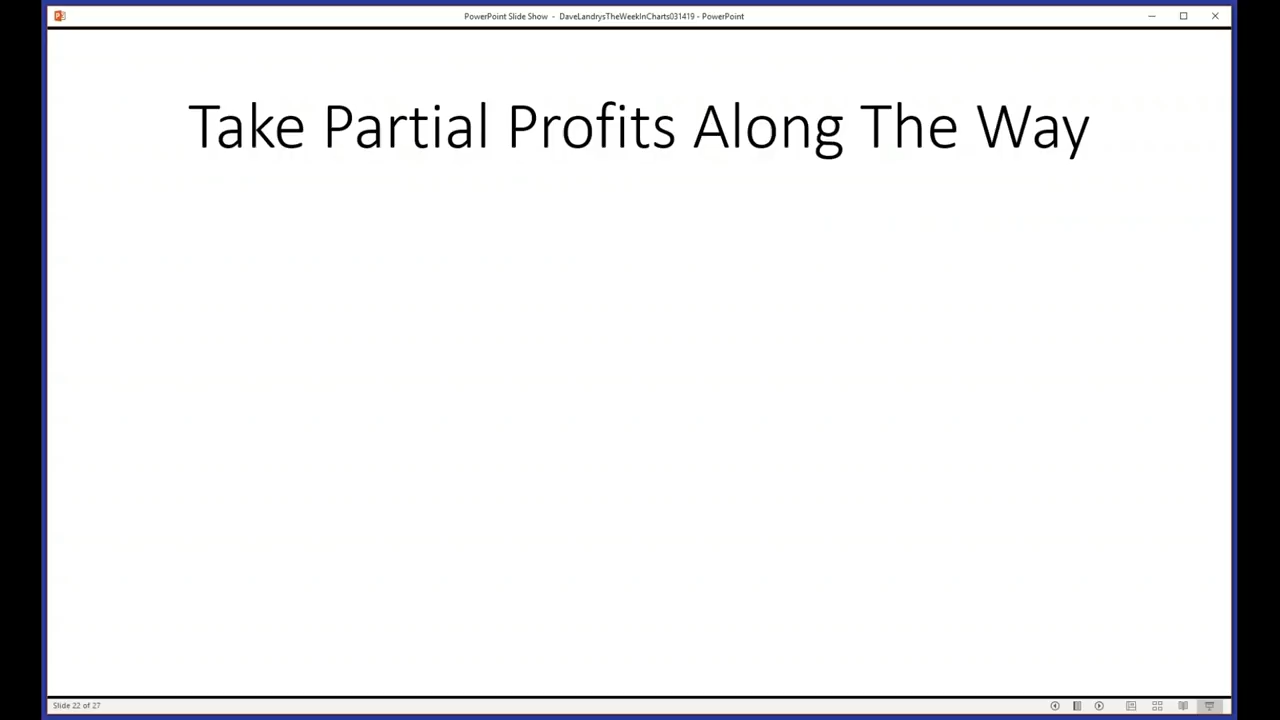 PowerPoint Slide Show - DaveLandrysTheWeekInCharts031419 - PowerPoint
Take Partial Profits Along The Way
Slide 22 of 27